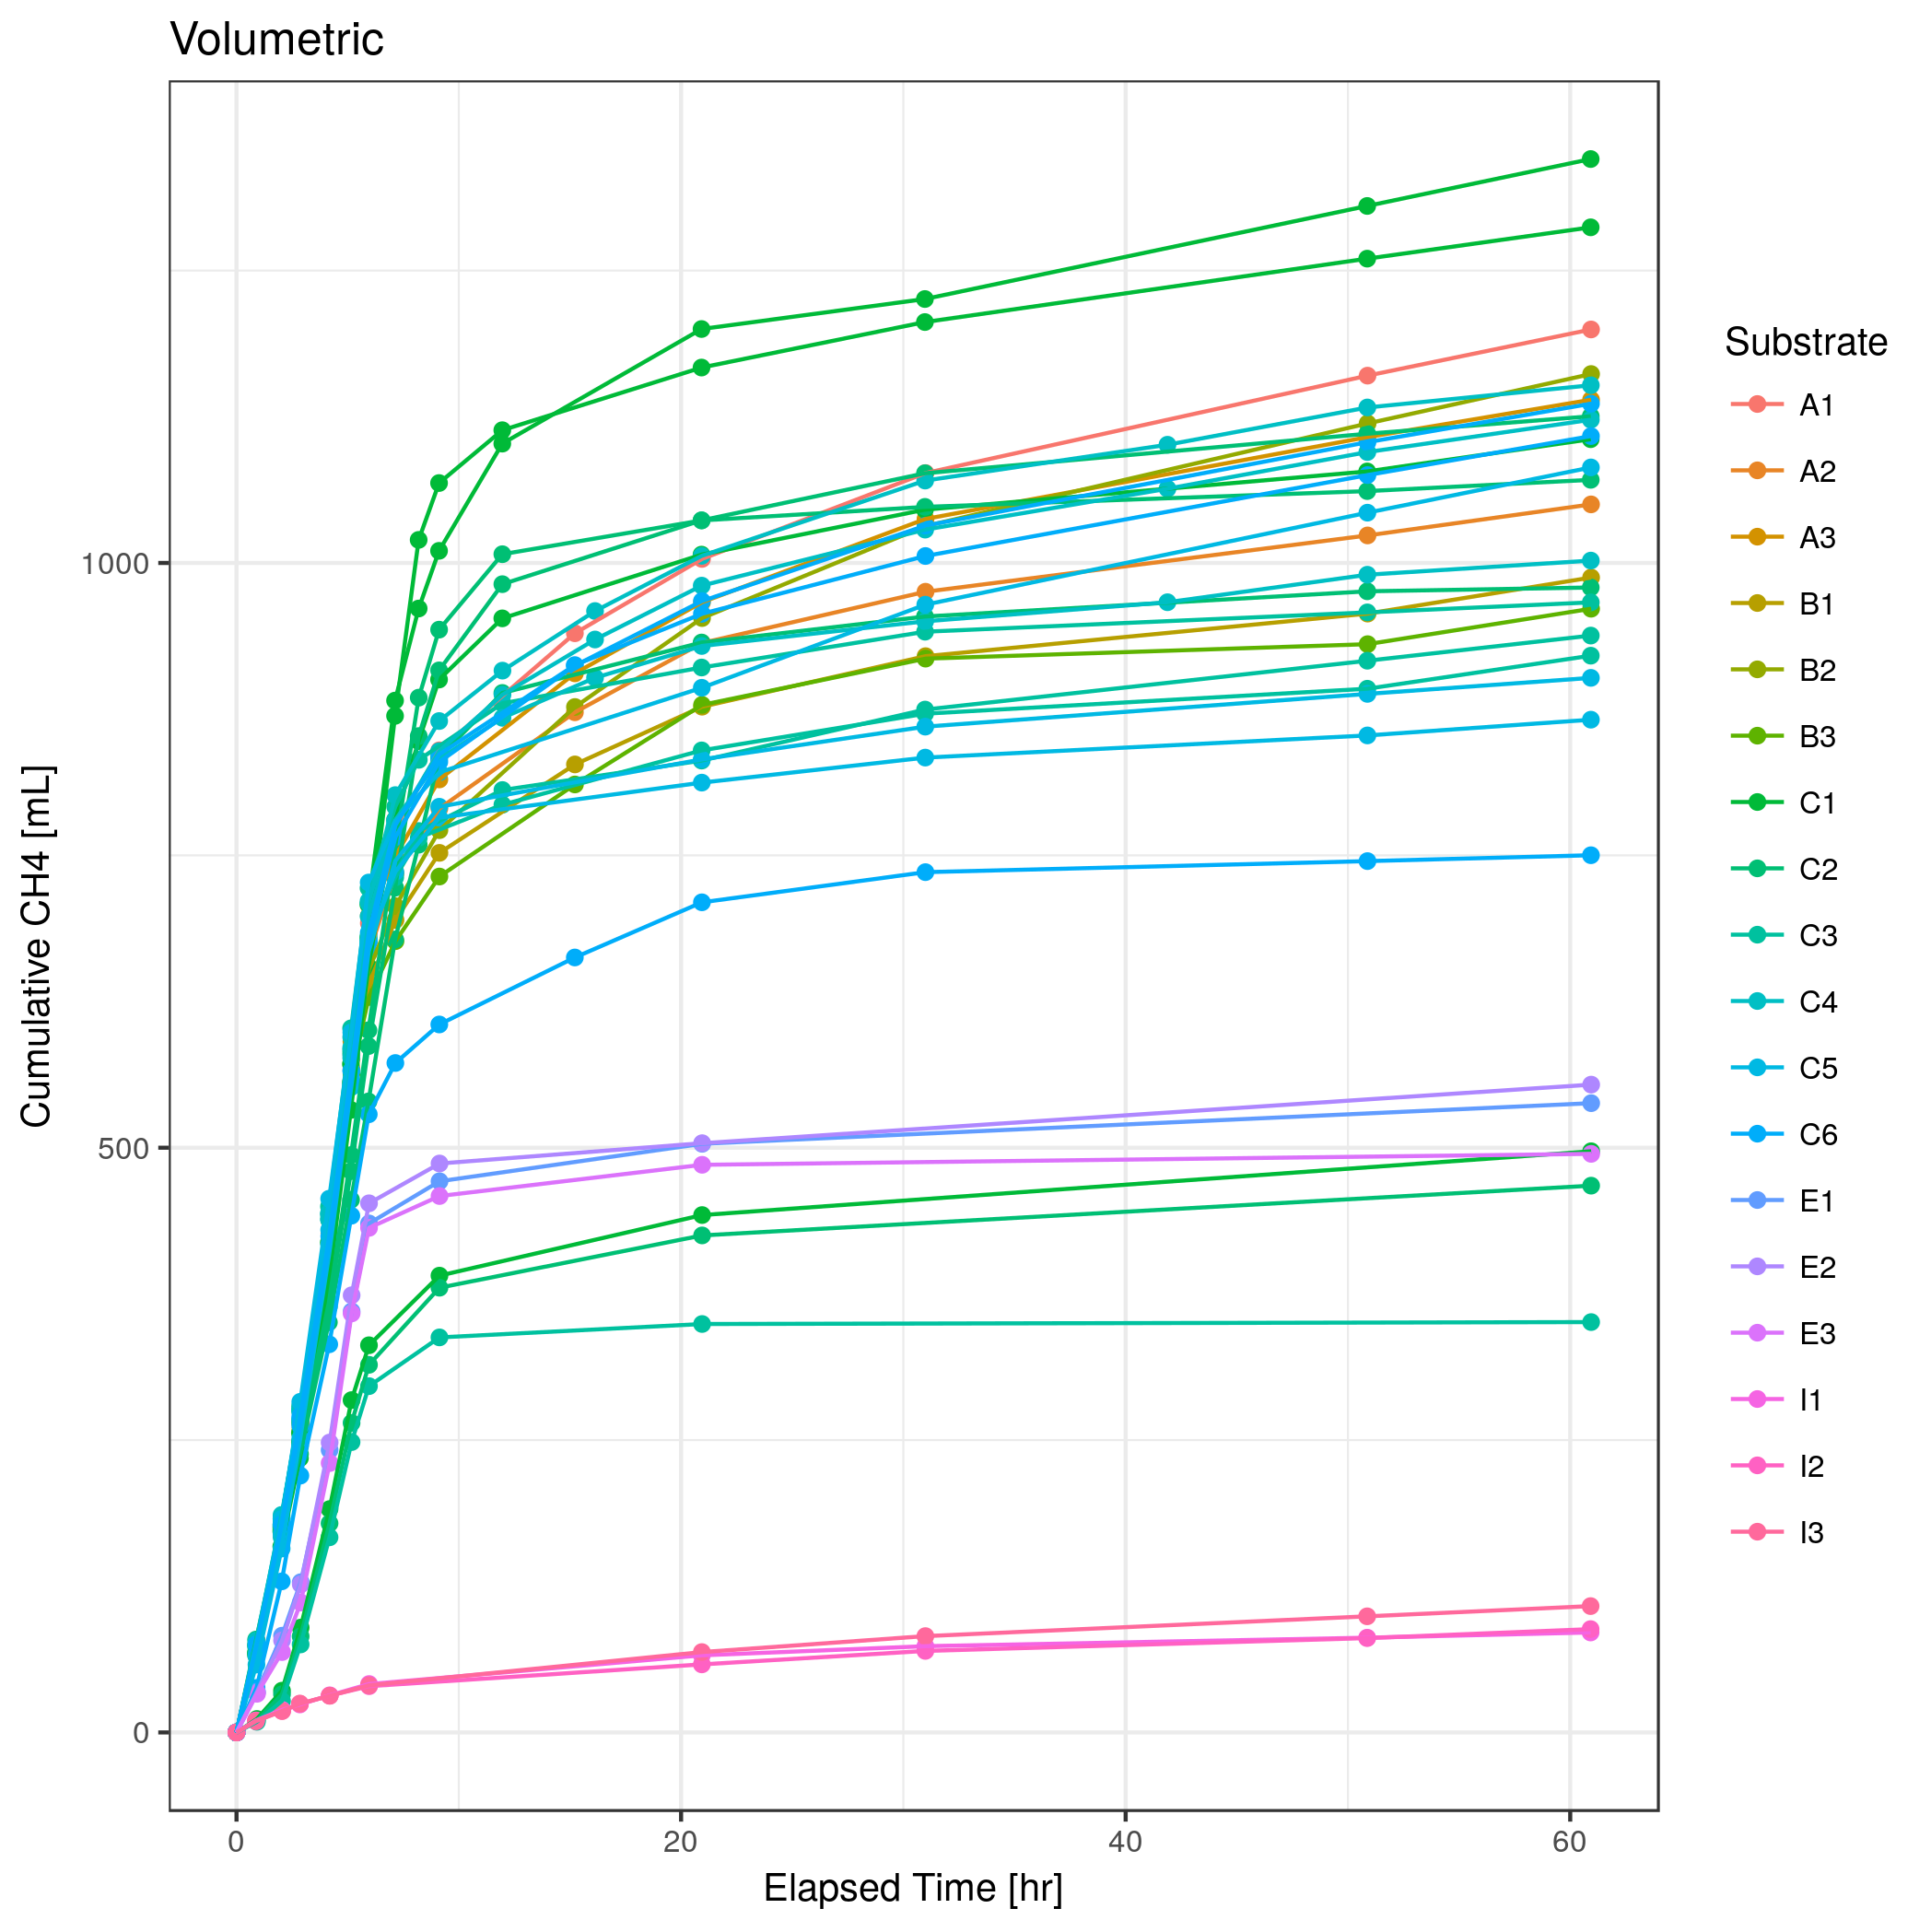 Volumetric
Cumulative CH4 [mL]
1000
500
0
0
20
40
60
Elapsed Time [hr]
Substrate
A1
A2
A3
B1
B2
B3
C1
C2
C3
C4
C5
C6
E1
E2
E3
I1
I2
I3